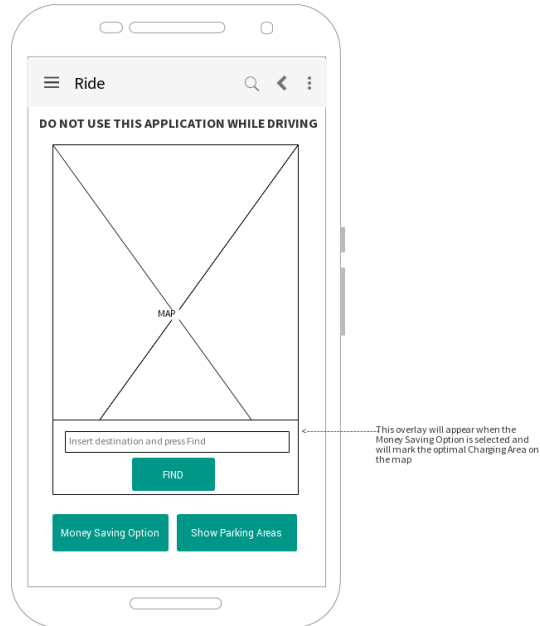 Ride
DO NOT USE THIS APPLICATION WHILE DRIVING
MAP
Insert destination and press Find
FIND
This overlay will appear when the
Money Saving Option is selected and
will mark the optimal Charging Area on
the map
Money Saving Option
Show Parking Areas